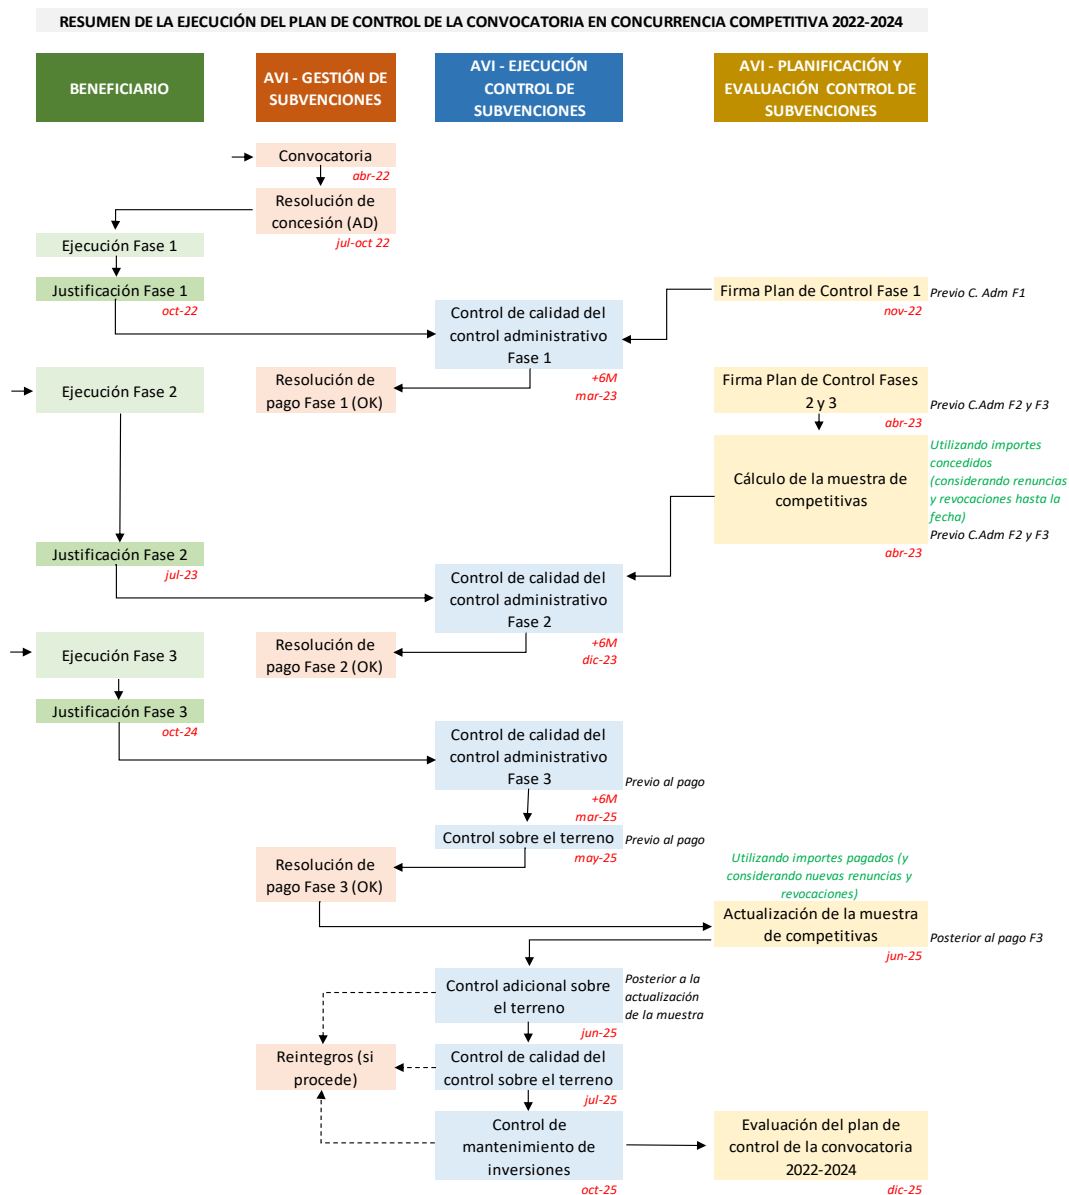 RESUMEN DE LA EJECUCIÓN DEL PLAN DE CONTROL DE LA CONVOCATORIA EN CONCURRENCIA COMPETITIVA 2022-2024
BENEFICIARIO
AVI - GESTIÓN DE
SUBVENCIONES
AVI - EJECUCIÓN
CONTROL DE
SUBVENCIONES
AVI - PLANIFICACIÓN Y
EVALUACIÓN  CONTROL DE
SUBVENCIONES
Convocatoria
abr-22
Resolución de
concesión (AD)
jul-oct 22
Ejecución Fase 1
Justificación Fase 1
oct-22
Firma Plan de Control Fase 1
Previo C. Adm F1
nov-22
Control de calidad del
control administrativo
Fase 1
+6M
mar-23
Resolución de
pago Fase 1 (OK)
Ejecución Fase 2
Firma Plan de Control Fases
2 y 3
Previo C.Adm F2 y F3
abr-23
Cálculo de la muestra de
competitivas
Utilizando importes
concedidos
(considerando renuncias
y revocaciones hasta la
fecha)
Previo C.Adm F2 y F3
abr-23
Justificación Fase 2
jul-23
Control de calidad del
control administrativo
Fase 2
+6M
dic-23
Resolución de
pago Fase 2 (OK)
Ejecución Fase 3
Justificación Fase 3
oct-24
Control de calidad del
control administrativo
Fase 3
Previo al pago
+6M
mar-25
Control sobre el terreno
Previo al pago
may-25
Resolución de
pago Fase 3 (OK)
Utilizando importes pagados (y
considerando nuevas renuncias y
revocaciones)
Actualización de la muestra
de competitivas
Posterior al pago F3
jun-25
Control adicional sobre
el terreno
Posterior a la
actualización
de la muestra
jun-25
Reintegros (si
procede)
Control de calidad del
control sobre el terreno
jul-25
Control de
mantenimiento de
inversiones
oct-25
Evaluación del plan de
control de la convocatoria
2022-2024
dic-25